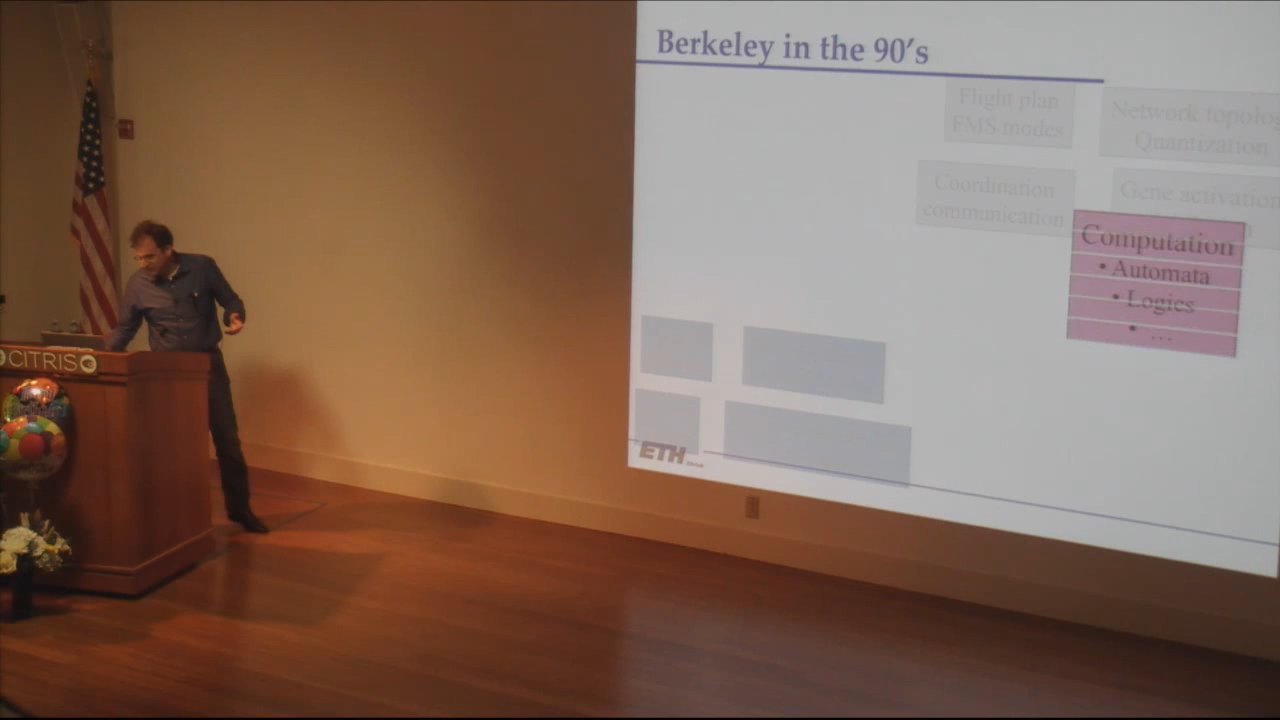 Berkeley in the 90's
Flight plan
FMS modes
Network
Quantization
Coordination
communication
Gene activation
Computation
• Automata
• Logics
• ...
ETH
CITRIS